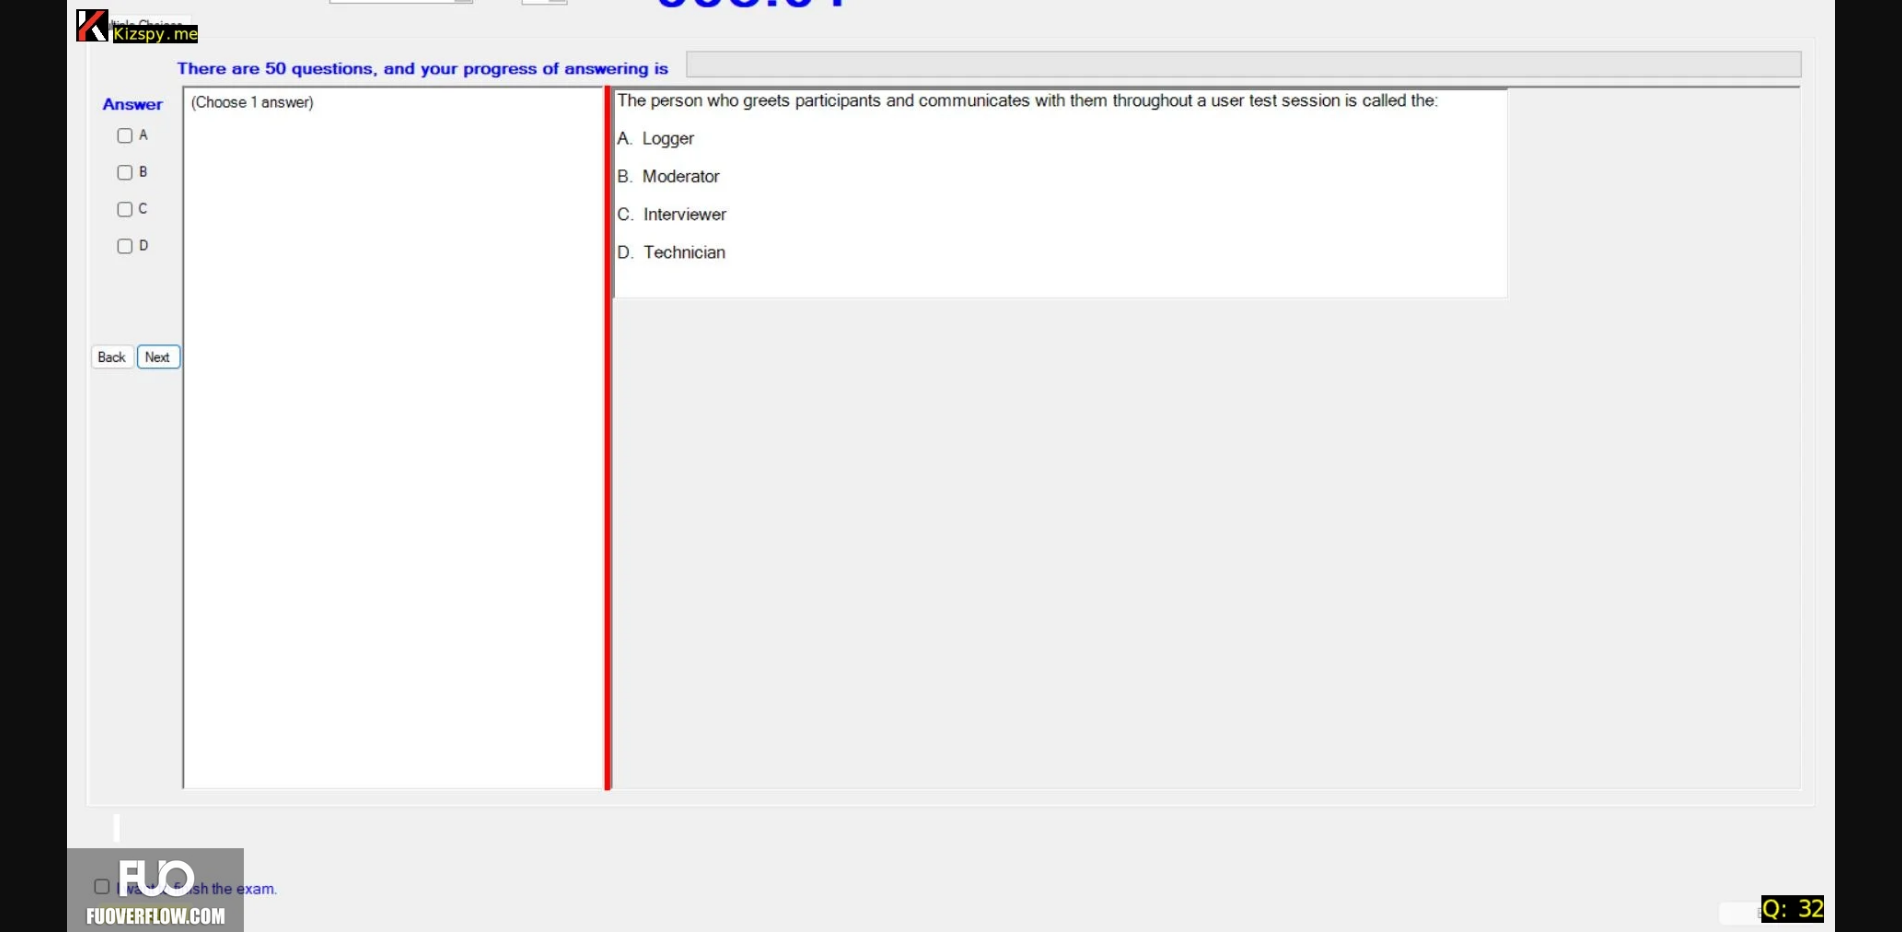 Kizspy.me
There are 50 questions, and your progress of answering is
Answer
(Choose 1 answer)
A
B
C
D
Back
Next
The person who greets participants and communicates with them throughout a user test session is called the:
A. Logger
B. Moderator
C. Interviewer
D. Technician
FUO
finish the exam.
FUOVERFLOW.COM
Q: 32